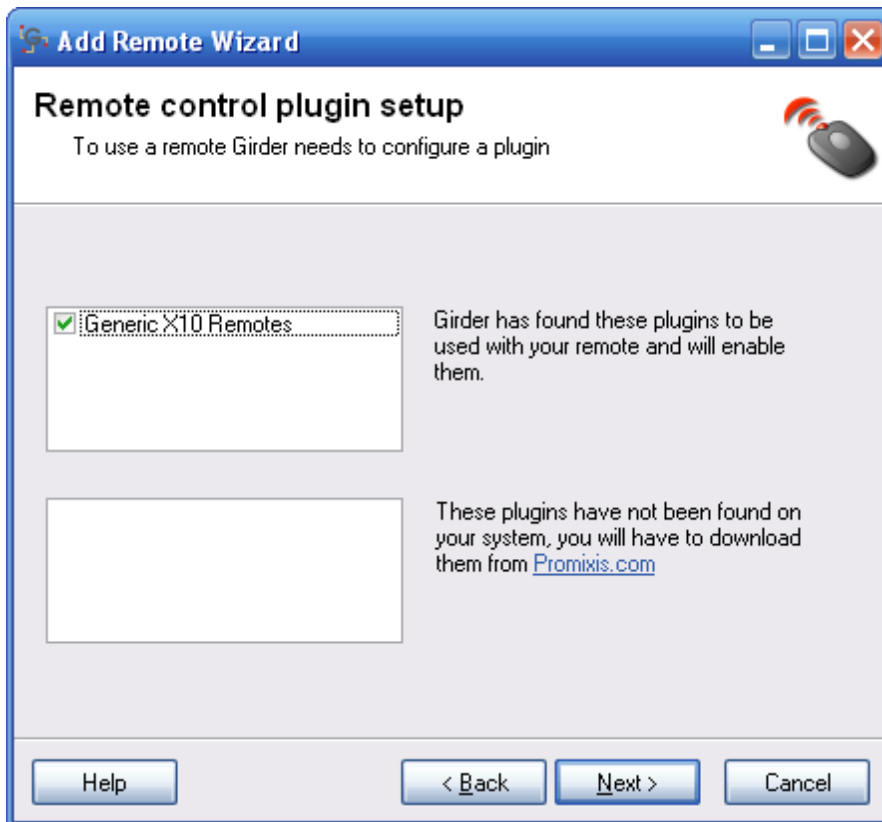 Add Remote Wizard
Remote control plugin setup
To use a remote Girder needs to configure a plugin
Generic X10 Remotes
Girder has found these plugins to be
used with your remote and will enable
them.
These plugins have not been found on
your system, you will have to download
them from Promixis.com
Help
< Back
Next >
Cancel